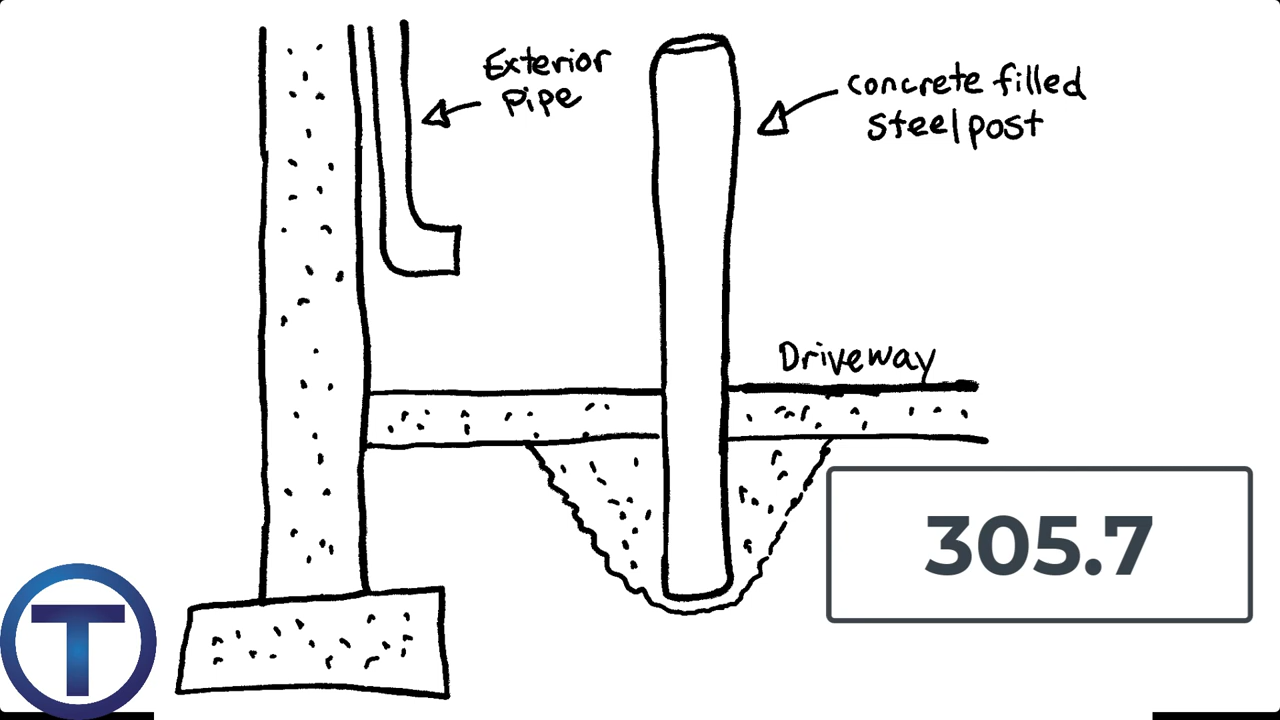 Exterior
pipe
concrete filled
steel post
Driveway
305.7
T